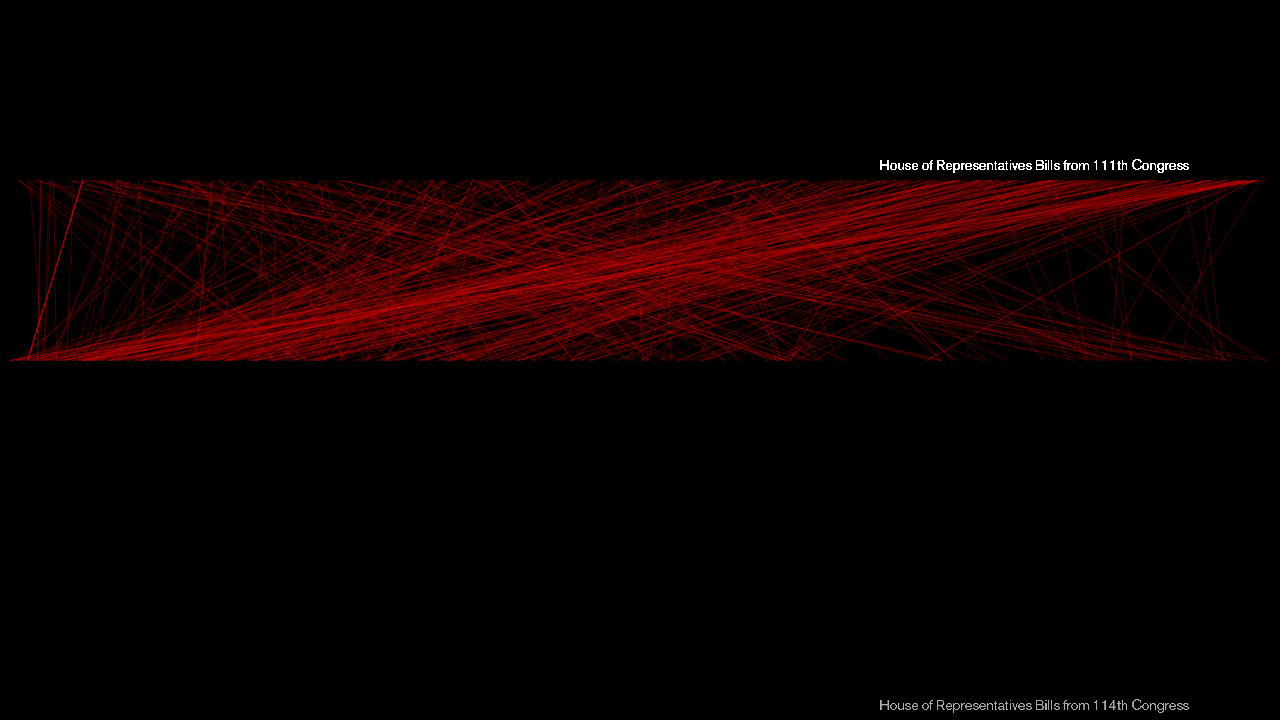 House of Representatives Bills from 111th Congress
House of Representatives Bills from 114th Congress